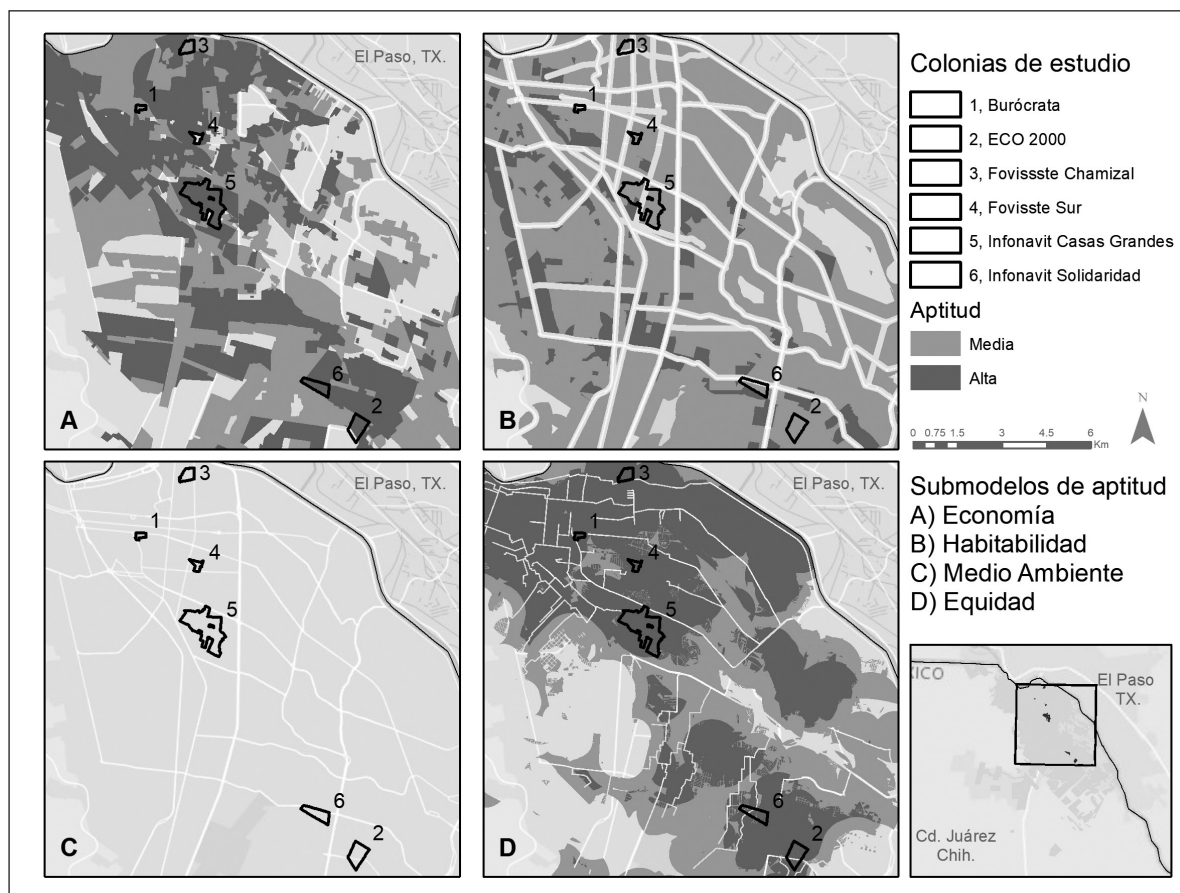 El Paso, TX.
3
1
4
5
6
2
A
3
1
4
5
6
2
B
Colonias de estudio
1, Burócrata
2, ECO 2000
3, Fovissste Chamizal
4, Fovisste Sur
5, Infonavit Casas Grandes
6, Infonavit Solidaridad
Aptitud
Media
Alta
N
0 0.75 1.5 3 4.5 6
Km
El Paso, TX.
3
1
4
5
6
2
C
El Paso, TX.
3
1
4
5
6
2
D
Submodelos de aptitud
A) Economía
B) Habitabilidad
C) Medio Ambiente
D) Equidad
XICO
El Paso
TX.
Cd. Juárez
Chih.